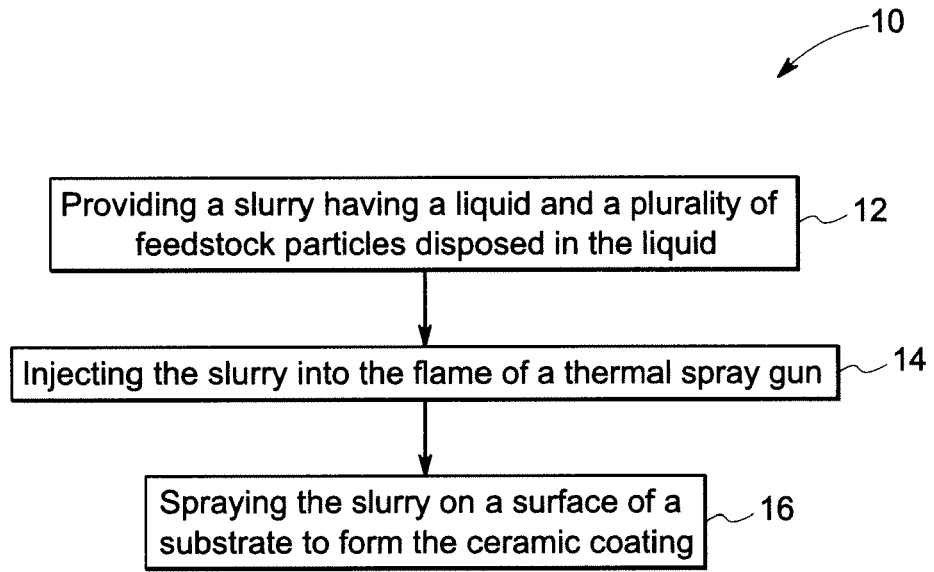 10
Providing a slurry having a liquid and a plurality of
feedstock particles disposed in the liquid
12
Injecting the slurry into the flame of a thermal spray gun
14
Spraying the slurry on a surface of a
substrate to form the ceramic coating
16